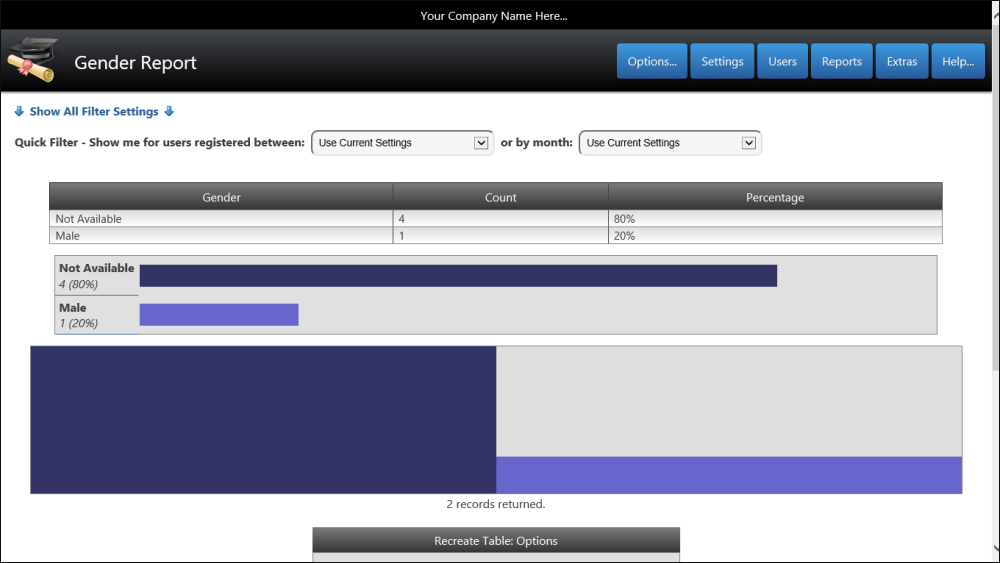 Your Company Name Here...
Gender Report
Options...
Settings
Users
Reports
Extras
Help...
Show All Filter Settings
Quick Filter - Show me for users registered between: Use Current Settings or by month: Use Current Settings
Gender Count Percentage
Not Available 4 80%
Male 1 20%
Not Available
4 (80%)
Male
1 (20%)
2 records returned.
Recreate Table: Options